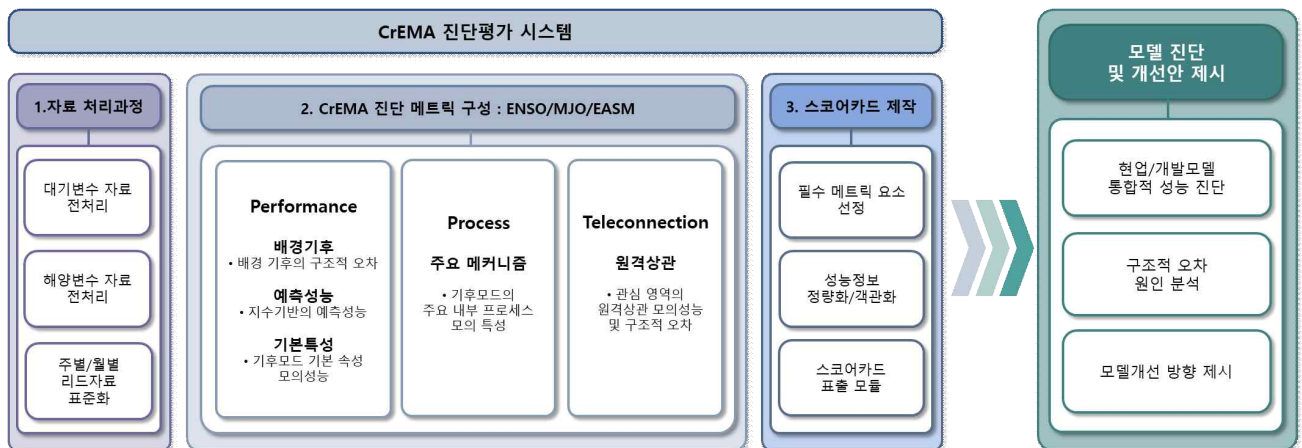 CrEMA 진단평가 시스템
1.자료 처리과정
대기변수 자료
전처리
해양변수 자료
전처리
주별/월별
리드자료
표준화
2. CrEMA 진단 메트릭 구성 : ENSO/MJO/EASM
Performance
배경기후
• 배경 기후의 구조적 오차
예측성능
• 지수기반의 예측성능
기본특성
• 기후모드 기본 속성
모의성능
Process
주요 메커니즘
• 기후모드의
주요 내부 프로세스
모의 특성
Teleconnection
원격상관
• 관심 영역의
원격상관 모의성능
및 구조적 오차
3. 스코어카드 제작
필수 메트릭 요소
선정
성능정보
정량화/객관화
스코어카드
표출 모듈
모델 진단
및 개선안 제시
현업/개발모델
통합적 성능 진단
구조적 오차
원인 분석
모델개선 방향 제시